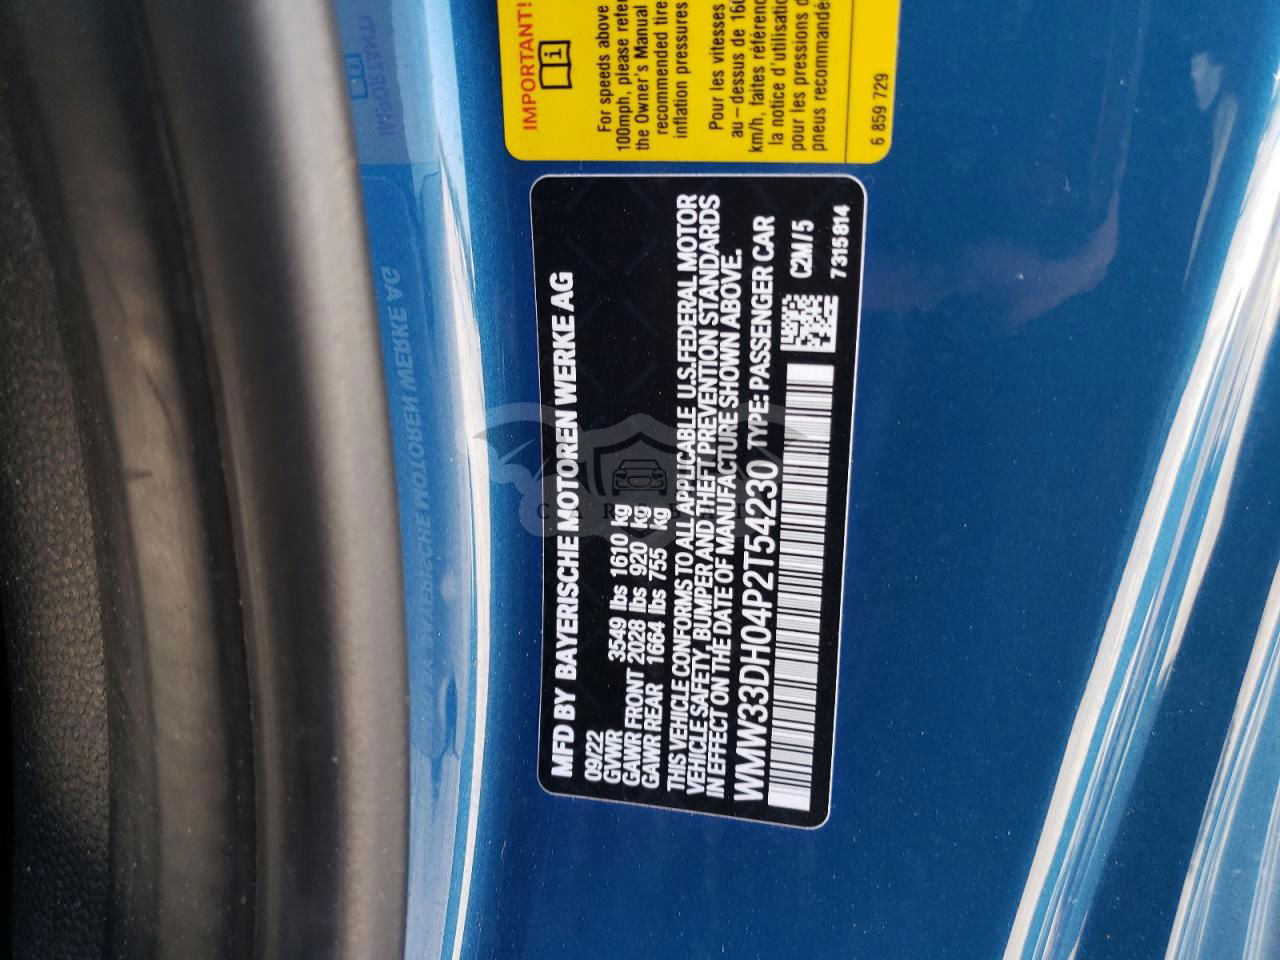 IMPORTANT!
For speeds above
100mph, please refer
the Owner's Manual
recommended tire
inflation pressures
Pour les vitesses
au-dessus de 160
km/h, faites référenc
la notice d'utilisatio
pour les pressions d
pneus recommandé
6 859 729
MFD BY BAYERISCHE MOTOREN WERKE AG
09/22
GVWR 3549 lbs 1610 kg
GAWR FRONT 2028 lbs 920 kg
GAWR REAR 1664 lbs 755 kg
THIS VEHICLE CONFORMS TO ALL APPLICABLE U.S.FEDERAL MOTOR
VEHICLE SAFETY, BUMPER AND THEFT PREVENTION STANDARDS
IN EFFECT ON THE DATE OF MANUFACTURE SHOWN ABOVE.
WMW33DH04P2T54230 TYPE: PASSENGER CAR
C2M/5
7315814